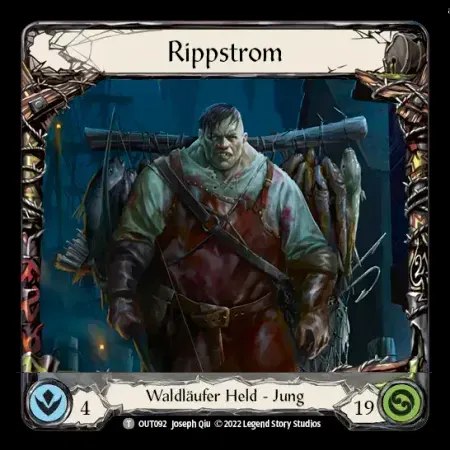 Rippstrom
Waldläufer Held - Jung
4
19
T OUT092 Joseph Qiu © 2022 Legend Story Studios